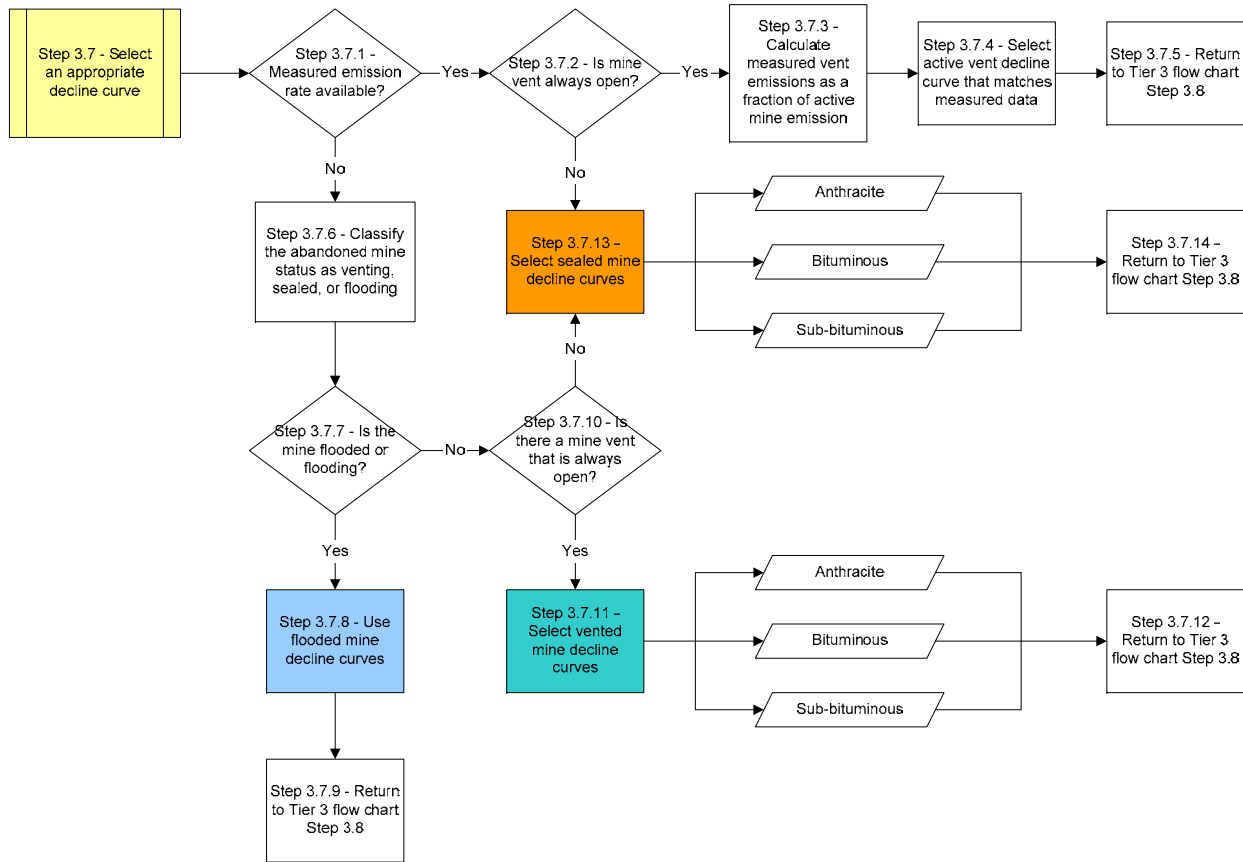 Step 3.7 - Select
an appropriate
decline curve
Step 3.7.1 -
Measured emission
rate available?
Yes
Step 3.7.2 - Is mine
vent always open?
Yes
Step 3.7.3 -
Calculate
measured vent
emissions as a
fraction of active
mine emission
Step 3.7.4 - Select
active vent decline
curve that matches
measured data
Step 3.7.5 - Return
to Tier 3 flow chart
Step 3.8
No
No
Step 3.7.6 - Classify
the abandoned mine
status as venting,
sealed, or flooding
Step 3.7.13 –
Select sealed mine
decline curves
Anthracite
Bituminous
Sub-bituminous
Step 3.7.14 –
Return to Tier 3
flow chart Step 3.8
No
Step 3.7.7 - Is the
mine flooded or
flooding?
No
Step 3.7.10 - Is
there a mine vent
that is always
open?
Yes
Yes
Step 3.7.8 - Use
flooded mine
decline curves
Step 3.7.11 –
Select vented
mine decline
curves
Anthracite
Bituminous
Sub-bituminous
Step 3.7.12 –
Return to Tier 3
flow chart Step 3.8
Step 3.7.9 - Return
to Tier 3 flow chart
Step 3.8